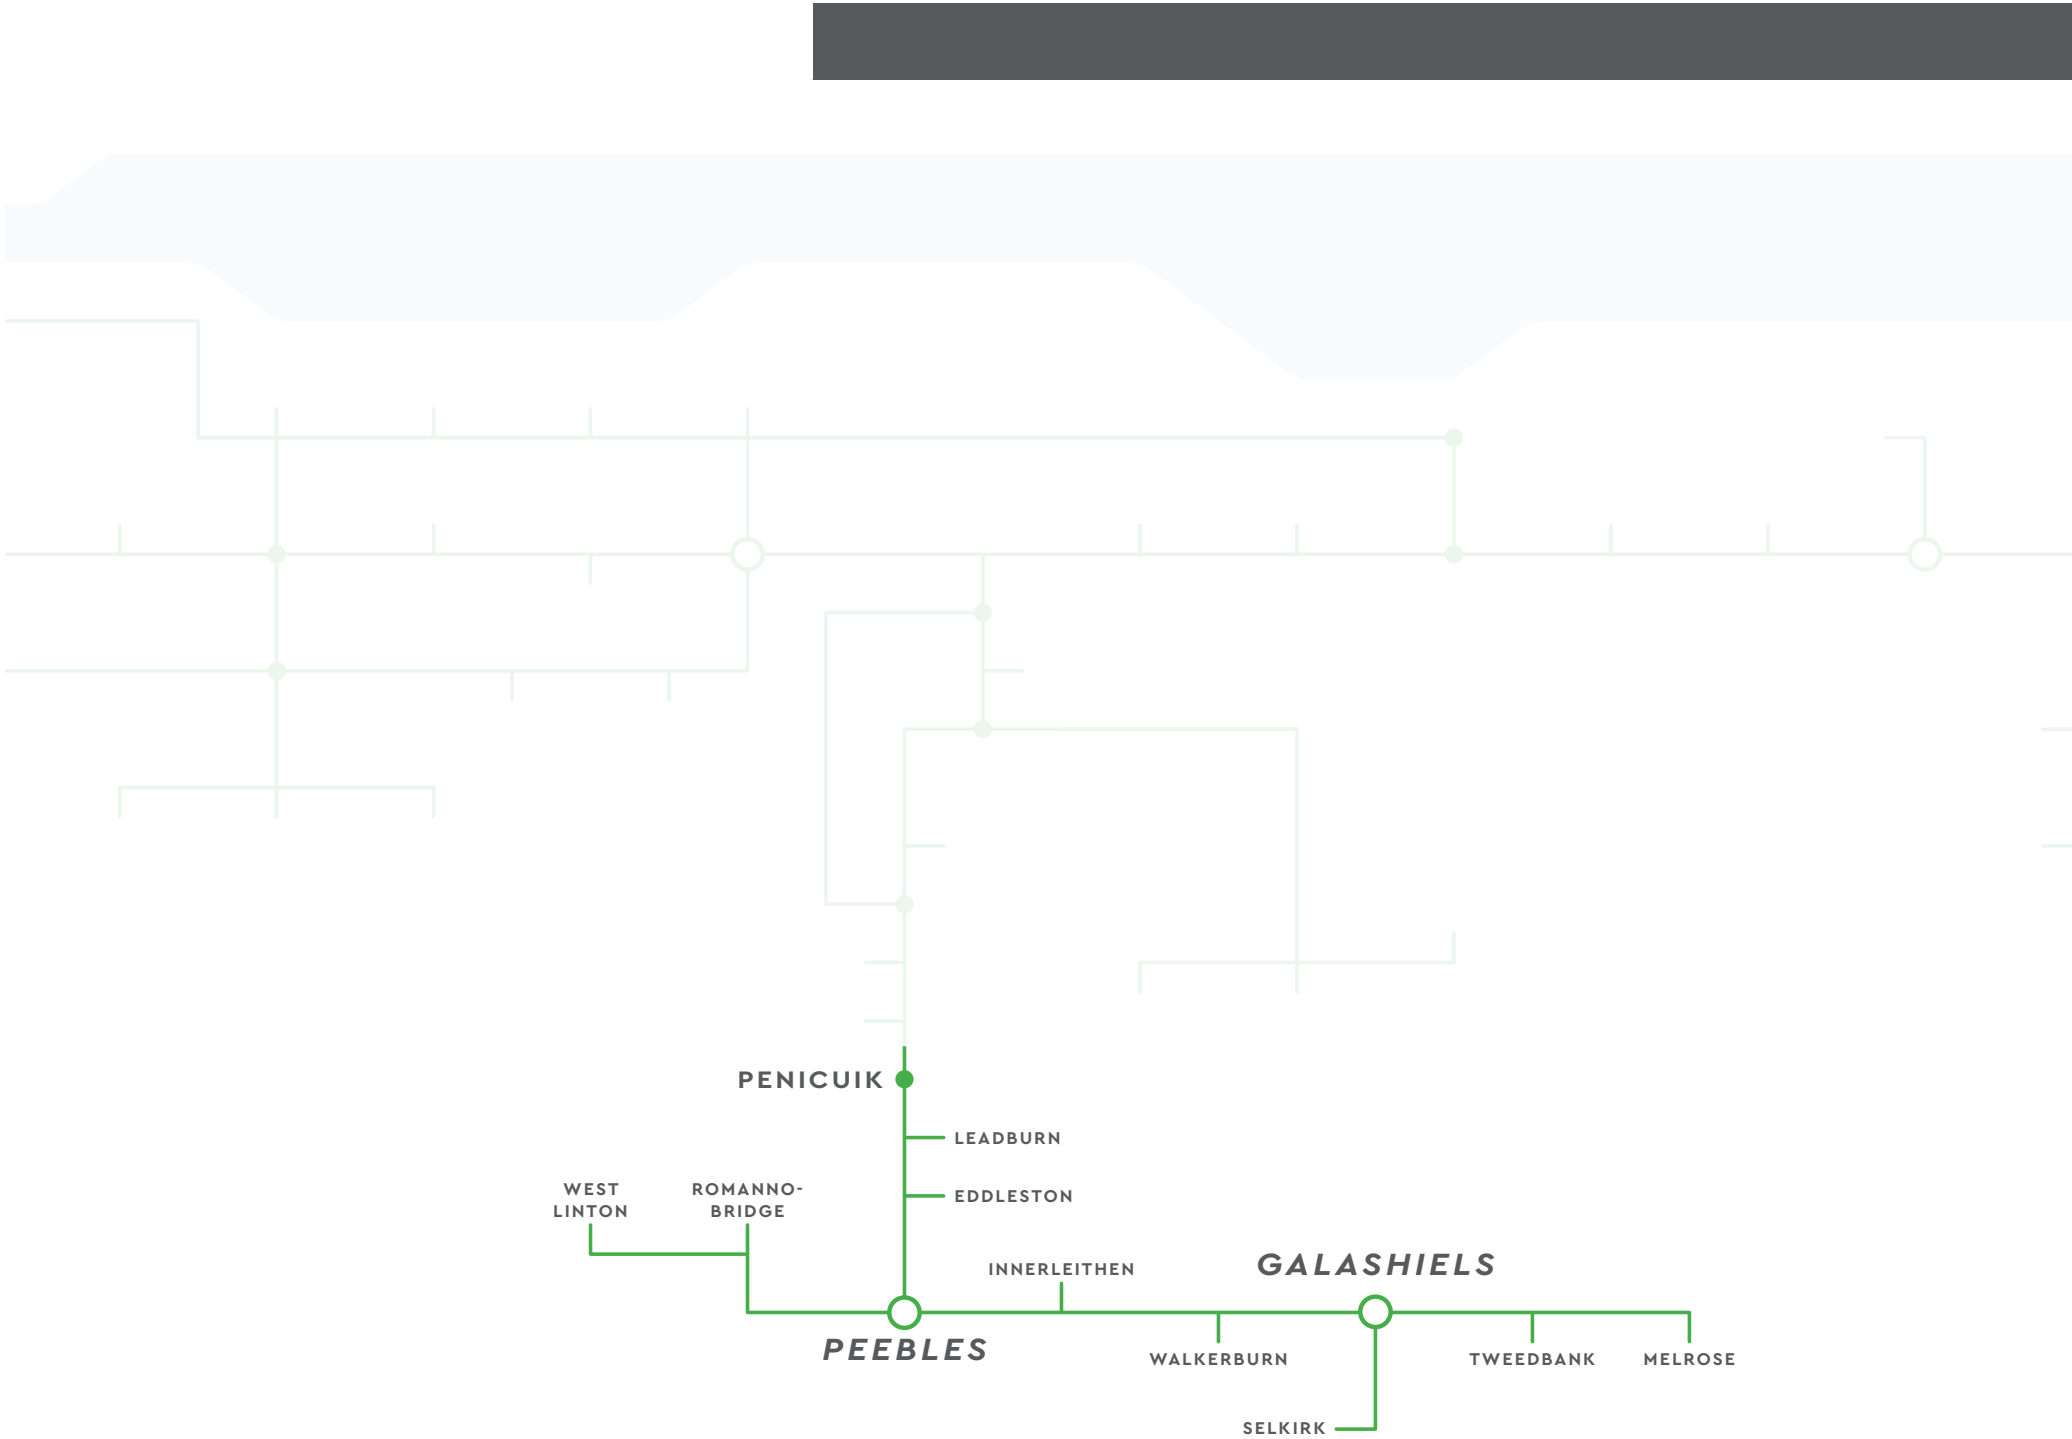 PENICUIK
LEADBURN
WEST
LINTON
ROMANNO-
BRIDGE
EDDLESTON
INNERLEITHEN
GALASHIELS
PEEBLES
WALKERBURN
TWEEDBANK
MELROSE
SELKIRK